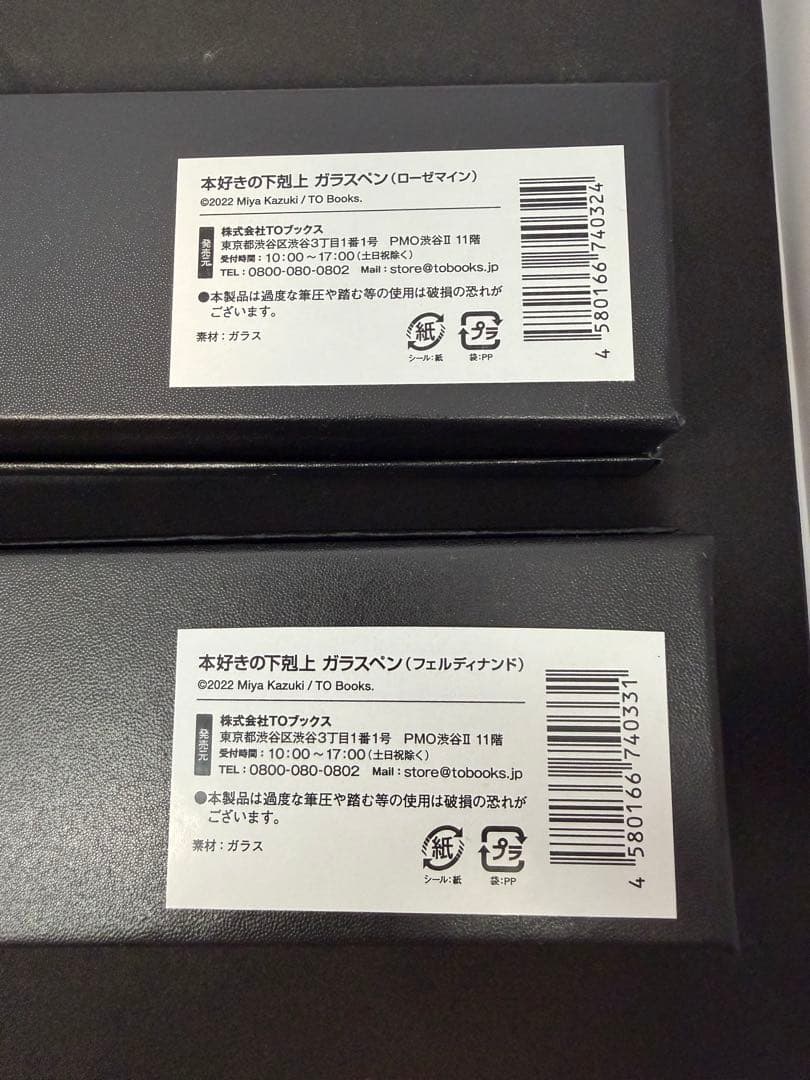 本好きの下剋上 ガラスペン(ローゼマイン)
©2022 Miya Kazuki / TO Books.
発売元
株式会社TOブックス
東京都渋谷区渋谷3丁目1番1号 PMO渋谷Ⅱ 11階
受付時間：10:00～17:00(土日祝除く)
TEL：0800-080-0802 Mail：store@tobooks.jp
●本製品は過度な筆圧や踏む等の使用は破損の恐れが
ございます。
素材：ガラス
紙
シール：紙
プラ
袋：PP
4 580166 740324
本好きの下剋上 ガラスペン(フェルディナンド)
©2022 Miya Kazuki / TO Books.
発売元
株式会社TOブックス
東京都渋谷区渋谷3丁目1番1号 PMO渋谷Ⅱ 11階
受付時間：10:00～17:00(土日祝除く)
TEL：0800-080-0802 Mail：store@tobooks.jp
●本製品は過度な筆圧や踏む等の使用は破損の恐れが
ございます。
素材：ガラス
紙
シール：紙
プラ
袋：PP
4 580166 740331